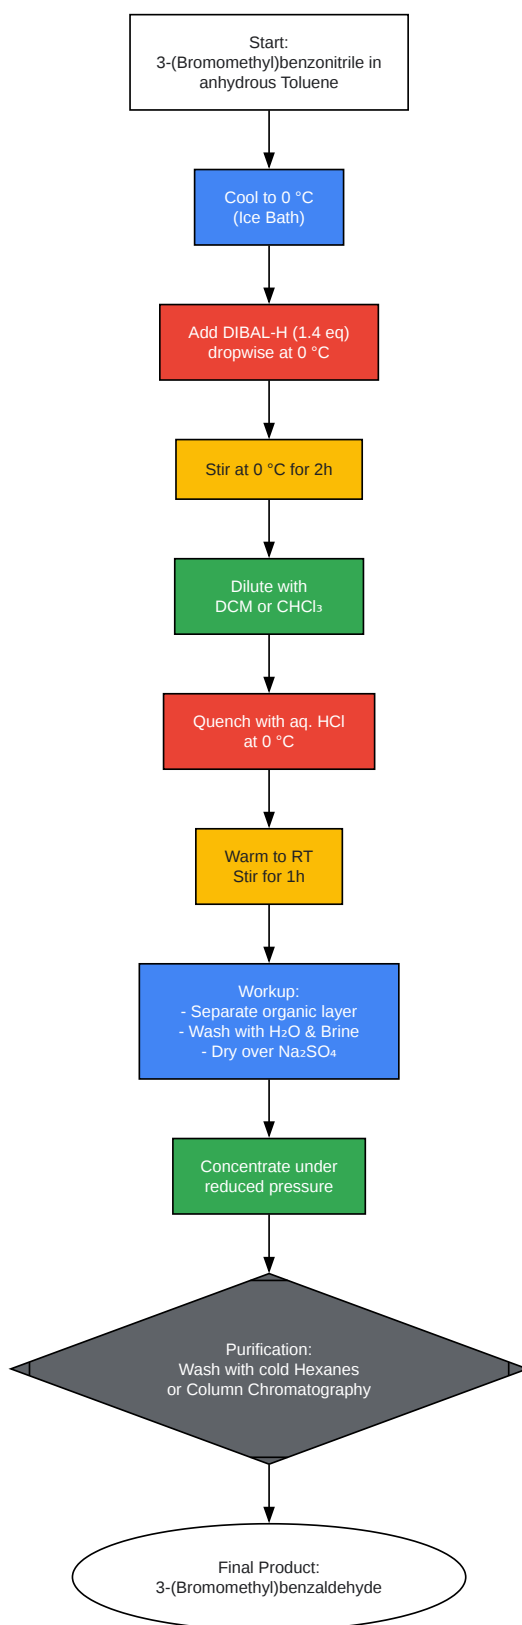 Start:
3-(Bromomethyl)benzonitrile in
anhydrous Toluene
Cool to 0 °C
(Ice Bath)
Add DIBAL-H (1.4 eq)
dropwise at 0 °C
Stir at 0 °C for 2h
Dilute with
DCM or CHCl₃
Quench with aq. HCl
at 0 °C
Warm to RT
Stir for 1h
Workup:
- Separate organic layer
- Wash with H₂O & Brine
- Dry over Na₂SO₄
Concentrate under
reduced pressure
Purification:
Wash with cold Hexanes
or Column Chromatography
Final Product:
3-(Bromomethyl)benzaldehyde